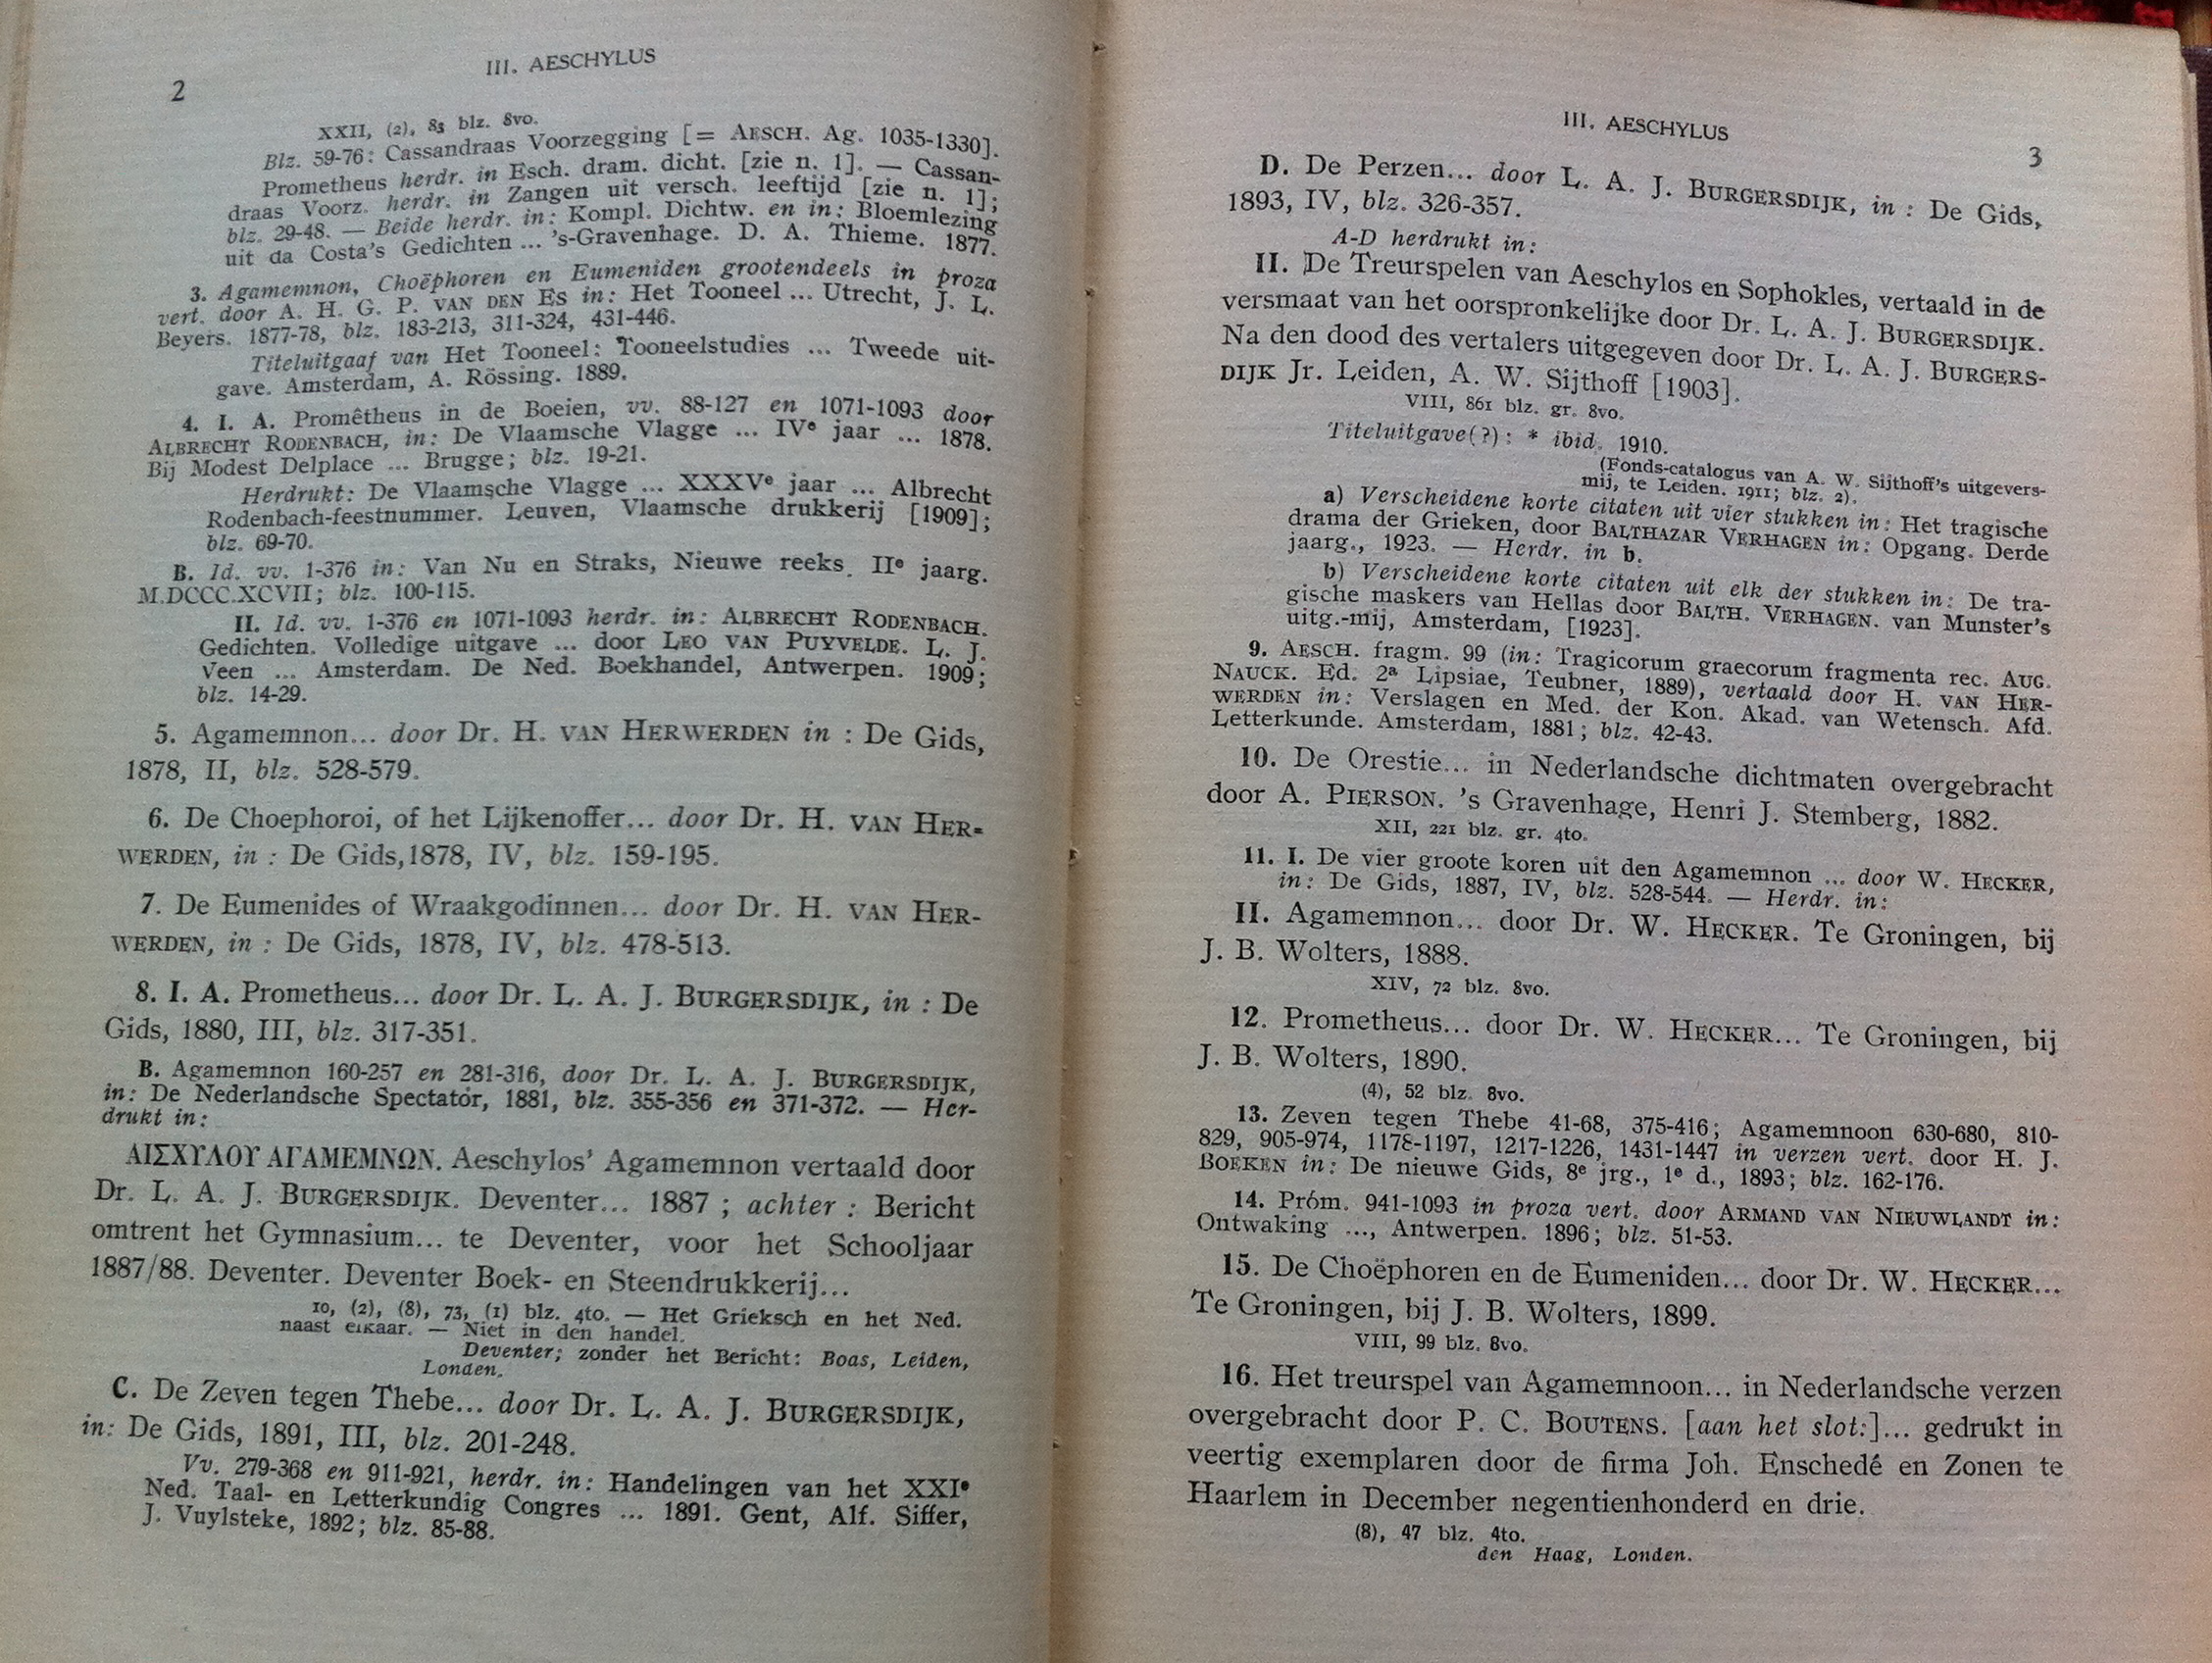 2
III. AESCHYLUS
XXII, (2), 83 blz. 8vo.
Blz. 59-76: Cassandraas Voorzegging [= AESCH. Ag. 1035-1330].
Prometheus herdr. in Esch. dram. dicht. [zie n. 1]. — Cassan-
draas Voorz. herdr. in Zangen uit versch. leeftijd [zie n. 1];
blz. 29-48. — Beide herdr. in: Kompl. Dichtw. en in: Bloemlezing
uit da Costa's Gedichten ... 's-Gravenhage. D. A. Thieme. 1877.
3. Agamemnon, Choëphoren en Eumeniden grootendeels in proza
vert. door A. H. G. P. VAN DEN ES in: Het Tooneel ... Utrecht, J. L.
Beyers. 1877-78, blz. 183-213, 311-324, 431-446.
Titeluitgaaf van Het Tooneel: Tooneelstudies ... Tweede uit-
gave. Amsterdam, A. Rössing. 1889.
4. I. A. Promêtheus in de Boeien, vv. 88-127 en 1071-1093 door
ALBRECHT RODENBACH, in: De Vlaamsche Vlagge ... IVe jaar ... 1878.
Bij Modest Delplace ... Brugge; blz. 19-21.
Herdrukt: De Vlaamsche Vlagge ... XXXVe jaar ... Albrecht
Rodenbach-feestnummer. Leuven, Vlaamsche drukkerij [1909];
blz. 69-70.
B. Id. vv. 1-376 in: Van Nu en Straks, Nieuwe reeks. IIe jaarg.
M.DCCC.XCVII; blz. 100-115.
II. Id. vv. 1-376 en 1071-1093 herdr. in: ALBRECHT RODENBACH.
Gedichten. Volledige uitgave ... door LEO VAN PUYVELDE. L. J.
Veen ... Amsterdam. De Ned. Boekhandel, Antwerpen. 1909;
blz. 14-29.
5. Agamemnon... door Dr. H. VAN HERWERDEN in : De Gids,
1878, II, blz. 528-579.
6. De Choephoroi, of het Lijkenoffer... door Dr. H. VAN HER-
WERDEN, in : De Gids,1878, IV, blz. 159-195.
7. De Eumenides of Wraakgodinnen... door Dr. H. VAN HER-
WERDEN, in : De Gids, 1878, IV, blz. 478-513.
8. I. A. Prometheus... door Dr. L. A. J. BURGERSDIJK, in : De
Gids, 1880, III, blz. 317-351.
B. Agamemnon 160-257 en 281-316, door Dr. L. A. J. BURGERSDIJK,
in: De Nederlandsche Spectator, 1881, blz. 355-356 en 371-372. — Her-
drukt in:
ΑΙΣΧΥΛΟΥ ΑΓΑΜΕΜΝΩΝ. Aeschylos' Agamemnon vertaald door
Dr. L. A. J. BURGERSDIJK. Deventer... 1887 ; achter : Bericht
omtrent het Gymnasium... te Deventer, voor het Schooljaar
1887/88. Deventer. Deventer Boek- en Steendrukkerij...
10, (2), (8), 73, (1) blz. 4to. — Het Grieksch en het Ned.
naast elkaar. — Niet in den handel.
Deventer; zonder het Bericht: Boas, Leiden,
Londen.
C. De Zeven tegen Thebe... door Dr. L. A. J. BURGERSDIJK,
in: De Gids, 1891, III, blz. 201-248.
Vv. 279-368 en 911-921, herdr. in: Handelingen van het XXIe
Ned. Taal- en Letterkundig Congres ... 1891. Gent, Alf. Siffer,
J. Vuylsteke, 1892; blz. 85-88.
III. AESCHYLUS
3
D. De Perzen... door L. A. J. BURGERSDIJK, in : De Gids,
1893, IV, blz. 326-357.
A-D herdrukt in:
II. De Treurspelen van Aeschylos en Sophokles, vertaald in de
versmaat van het oorspronkelijke door Dr. L. A. J. BURGERSDIJK.
Na den dood des vertalers uitgegeven door Dr. L. A. J. BURGERS-
DIJK Jr. Leiden, A. W. Sijthoff [1903].
VIII, 861 blz. gr. 8vo.
Titeluitgave(?): * ibid. 1910.
(Fonds-catalogus van A. W. Sijthoff's uitgevers-
mij, te Leiden. 1911; blz. 2).
a) Verscheidene korte citaten uit vier stukken in: Het tragische
drama der Grieken, door BALTHAZAR VERHAGEN in: Opgang. Derde
jaarg., 1923. — Herdr. in b.
b) Verscheidene korte citaten uit elk der stukken in: De tra-
gische maskers van Hellas door BALTH. VERHAGEN. van Munster's
uitg.-mij, Amsterdam, [1923].
9. AESCH. fragm. 99 (in: Tragicorum graecorum fragmenta rec. AUG.
NAUCK. Ed. 2a Lipsiae, Teubner, 1889), vertaald door H. VAN HER-
WERDEN in: Verslagen en Med. der Kon. Akad. van Wetensch. Afd.
Letterkunde. Amsterdam, 1881; blz. 42-43.
10. De Orestie... in Nederlandsche dichtmaten overgebracht
door A. PIERSON. 's Gravenhage, Henri J. Stemberg, 1882.
XII, 221 blz. gr. 4to.
11. I. De vier groote koren uit den Agamemnon ... door W. HECKER,
in: De Gids, 1887, IV, blz. 528-544. — Herdr. in:
II. Agamemnon... door Dr. W. HECKER. Te Groningen, bij
J. B. Wolters, 1888.
XIV, 72 blz. 8vo.
12. Prometheus... door Dr. W. HECKER... Te Groningen, bij
J. B. Wolters, 1890.
(4), 52 blz. 8vo.
13. Zeven tegen Thebe 41-68, 375-416; Agamemnoon 630-680, 810-
829, 905-974, 1178-1197, 1217-1226, 1431-1447 in verzen vert. door H. J.
BOEKEN in: De nieuwe Gids, 8e jrg., 1e d., 1893; blz. 162-176.
14. Próm. 941-1093 in proza vert. door ARMAND VAN NIEUWLANDT in:
Ontwaking ..., Antwerpen. 1896; blz. 51-53.
15. De Choëphoren en de Eumeniden... door Dr. W. HECKER...
Te Groningen, bij J. B. Wolters, 1899.
VIII, 99 blz. 8vo.
16. Het treurspel van Agamemnoon... in Nederlandsche verzen
overgebracht door P. C. BOUTENS. [aan het slot:]... gedrukt in
veertig exemplaren door de firma Joh. Enschedé en Zonen te
Haarlem in December negentienhonderd en drie.
(8), 47 blz. 4to.
den Haag, Londen.